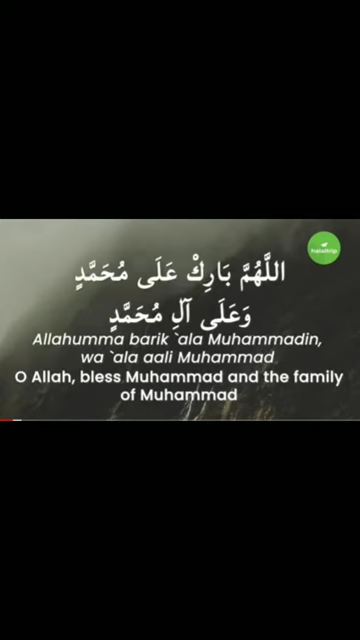 halaltrip
اللَّهُمَّ بَارِكْ عَلَى مُحَمَّدٍ
وَعَلَى آلِ مُحَمَّدٍ
Allahumma barik `ala Muhammadin,
wa `ala aali Muhammad
O Allah, bless Muhammad and the family
of Muhammad